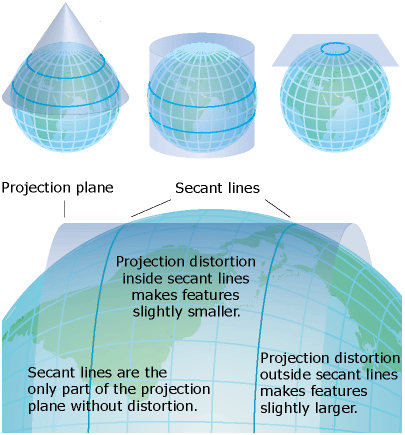 Projection plane
Secant lines
Projection distortion
inside secant lines
makes features
slightly smaller.
Secant lines are the
only part of the projection
plane without distortion.
Projection distortion
outside secant lines
makes features
slightly larger.